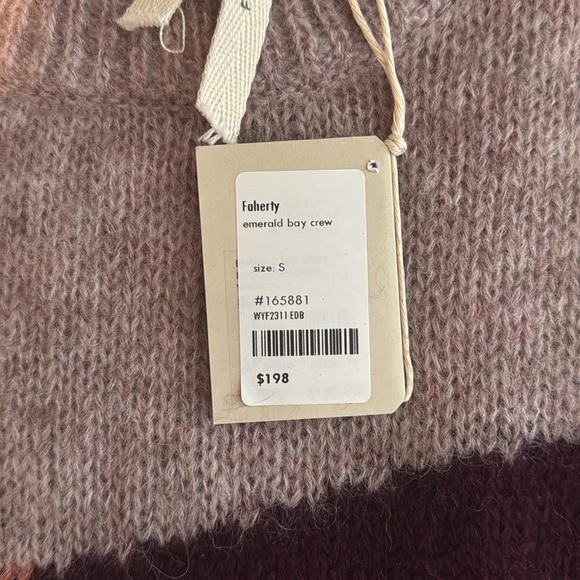 Faherty
emerald bay crew
size: S
#165881
WYF2311 EDB
$198